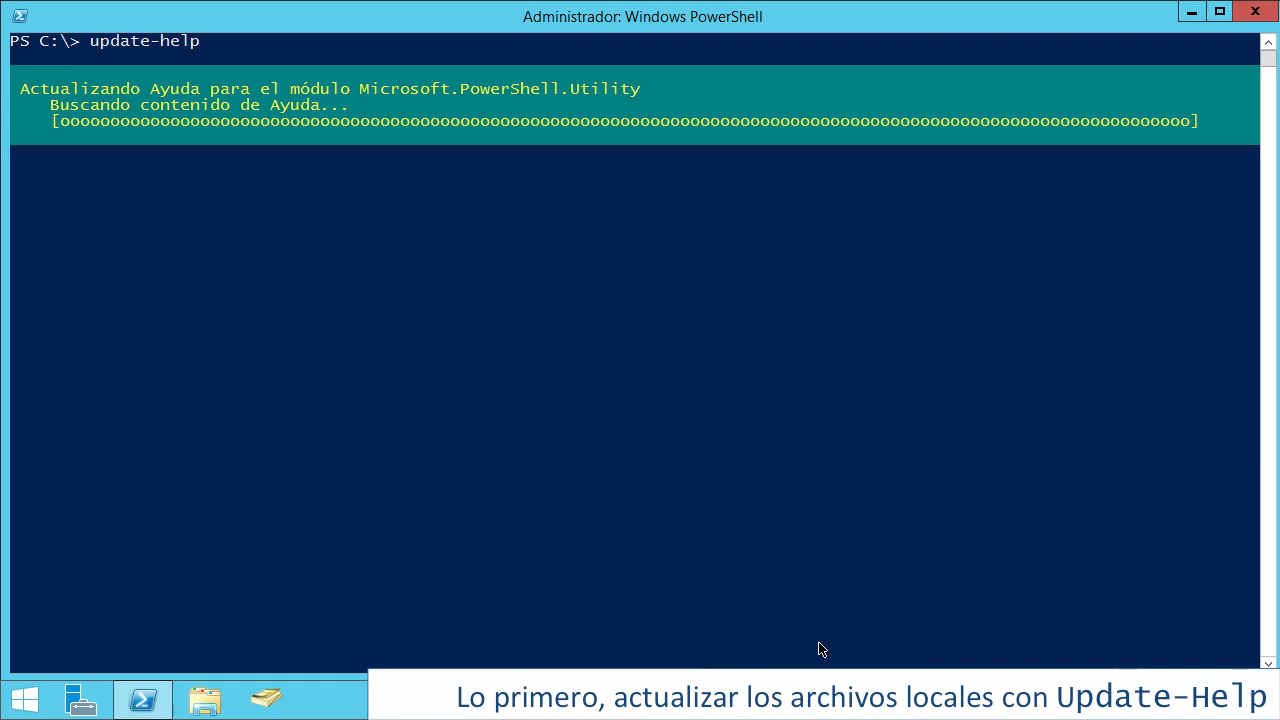 Administrador: Windows PowerShell
PS C:\> update-help
Actualizando Ayuda para el módulo Microsoft.PowerShell.Utility
Buscando contenido de Ayuda...
[ooooooooooooooooooooooooooooooooooooooooooooooooooooooooooooooooooooooooooooooooooooooooooooooooooooooooooooooooo]
Lo primero, actualizar los archivos locales con Update-Help